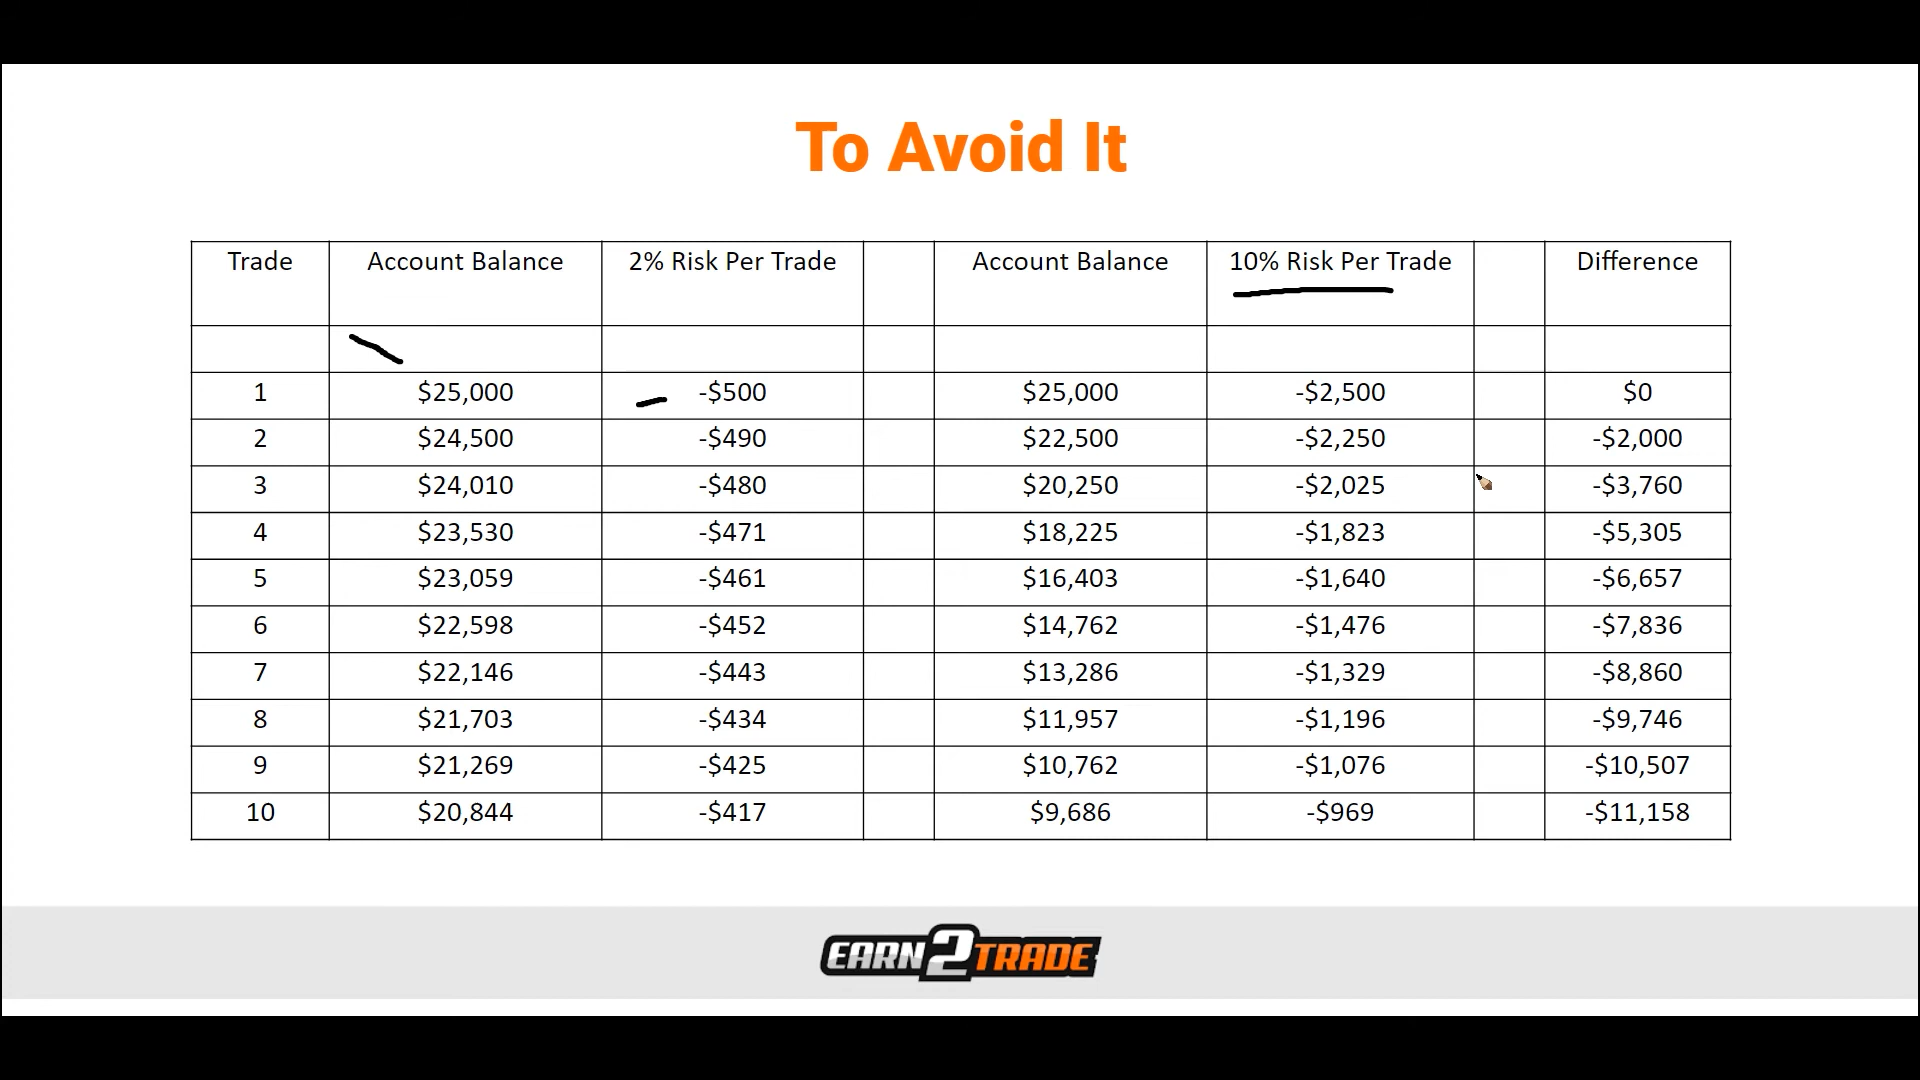 To Avoid It
Trade Account Balance 2% Risk Per Trade Account Balance 10% Risk Per Trade Difference
1 $25,000 -$500 $25,000 -$2,500 $0
2 $24,500 -$490 $22,500 -$2,250 -$2,000
3 $24,010 -$480 $20,250 -$2,025 -$3,760
4 $23,530 -$471 $18,225 -$1,823 -$5,305
5 $23,059 -$461 $16,403 -$1,640 -$6,657
6 $22,598 -$452 $14,762 -$1,476 -$7,836
7 $22,146 -$443 $13,286 -$1,329 -$8,860
8 $21,703 -$434 $11,957 -$1,196 -$9,746
9 $21,269 -$425 $10,762 -$1,076 -$10,507
10 $20,844 -$417 $9,686 -$969 -$11,158
EARN2TRADE